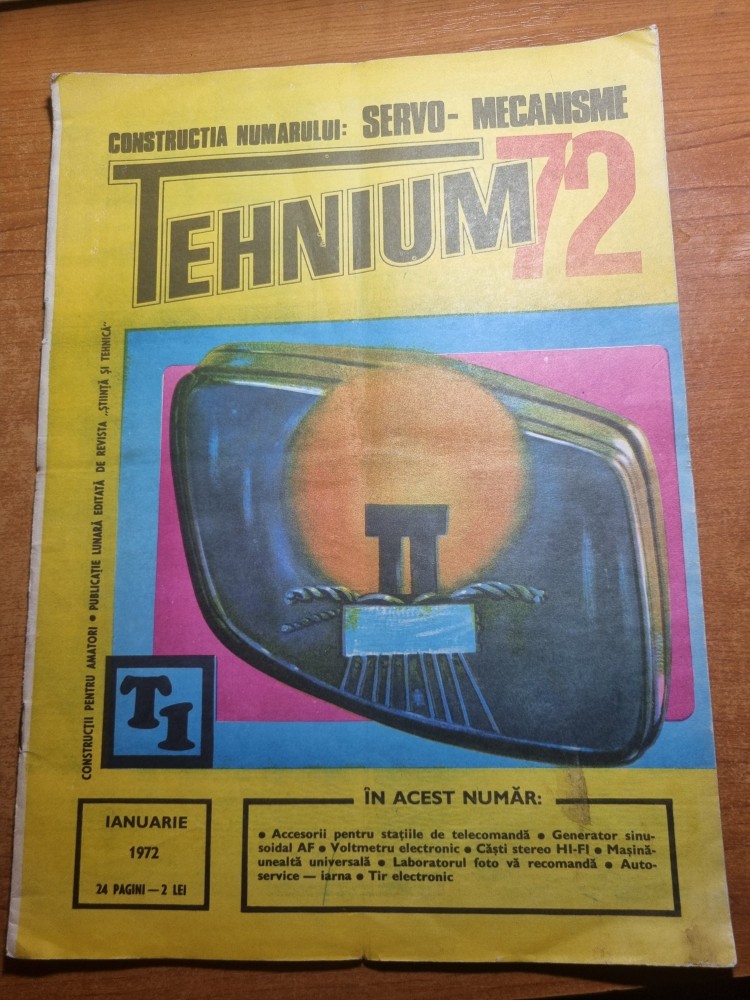 CONSTRUCTIA NUMARULUI: SERVO- MECANISME
TEHNIUM 72
CONSTRUCȚII PENTRU AMATORI • PUBLICAȚIE LUNARĂ EDITATĂ DE REVISTA „ȘTIINȚĂ ȘI TEHNICĂ"
T
T1
IANUARIE
1972
24 PAGINI — 2 LEI
ÎN ACEST NUMĂR:
• Accesorii pentru stațiile de telecomandă • Generator sinu-
soidal AF • Voltmetru electronic • Căști stereo HI-FI • Mașină-
unealtă universală • Laboratorul foto vă recomandă • Auto-
service — iarna • Tir electronic